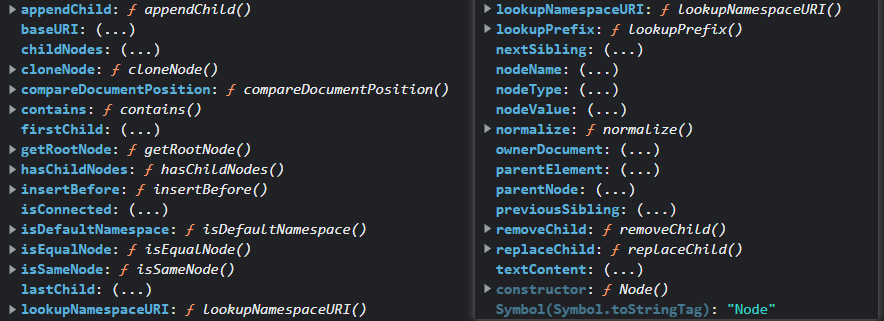 appendChild: ƒ appendChild()
baseURI: (...)
childNodes: (...)
cloneNode: ƒ cloneNode()
compareDocumentPosition: ƒ compareDocumentPosition()
contains: ƒ contains()
firstChild: (...)
getRootNode: ƒ getRootNode()
hasChildNodes: ƒ hasChildNodes()
insertBefore: ƒ insertBefore()
isConnected: (...)
isDefaultNamespace: ƒ isDefaultNamespace()
isEqualNode: ƒ isEqualNode()
isSameNode: ƒ isSameNode()
lastChild: (...)
lookupNamespaceURI: ƒ lookupNamespaceURI()
lookupNamespaceURI: ƒ lookupNamespaceURI()
lookupPrefix: ƒ lookupPrefix()
nextSibling: (...)
nodeName: (...)
nodeType: (...)
nodeValue: (...)
normalize: ƒ normalize()
ownerDocument: (...)
parentElement: (...)
parentNode: (...)
previousSibling: (...)
removeChild: ƒ removeChild()
replaceChild: ƒ replaceChild()
textContent: (...)
constructor: ƒ Node()
Symbol(Symbol.toStringTag): "Node"